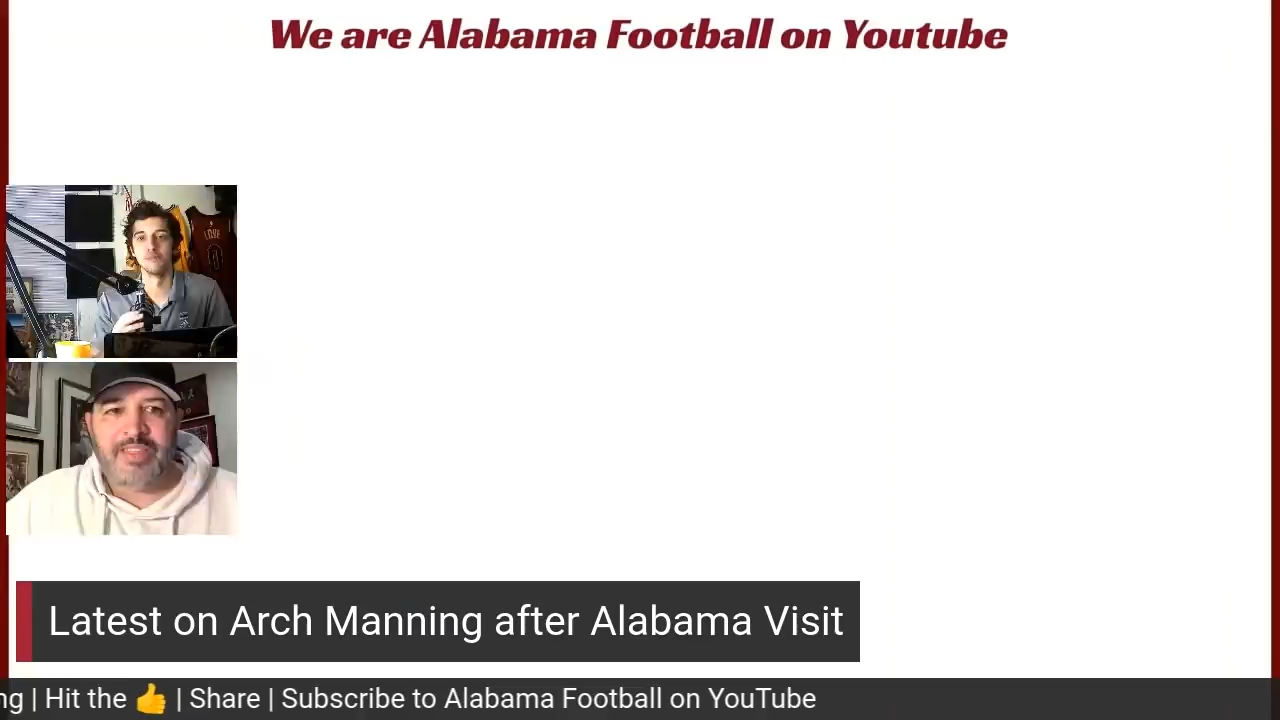 We are Alabama Football on Youtube
Latest on Arch Manning after Alabama Visit
ng | Hit the 👍 | Share | Subscribe to Alabama Football on YouTube